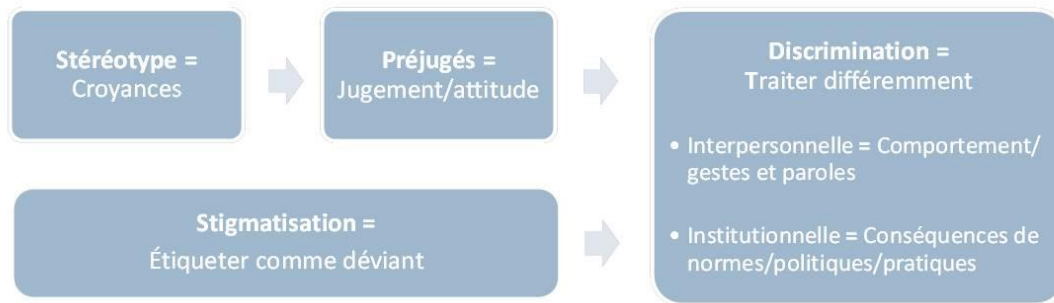 Stéréotype =
Croyances
Préjugés =
Jugement/attitude
Stigmatisation =
Étiqueter comme déviant
Discrimination =
Traiter différemment
• Interpersonnelle = Comportement/
gestes et paroles
• Institutionnelle = Conséquences de
normes/politiques/pratiques